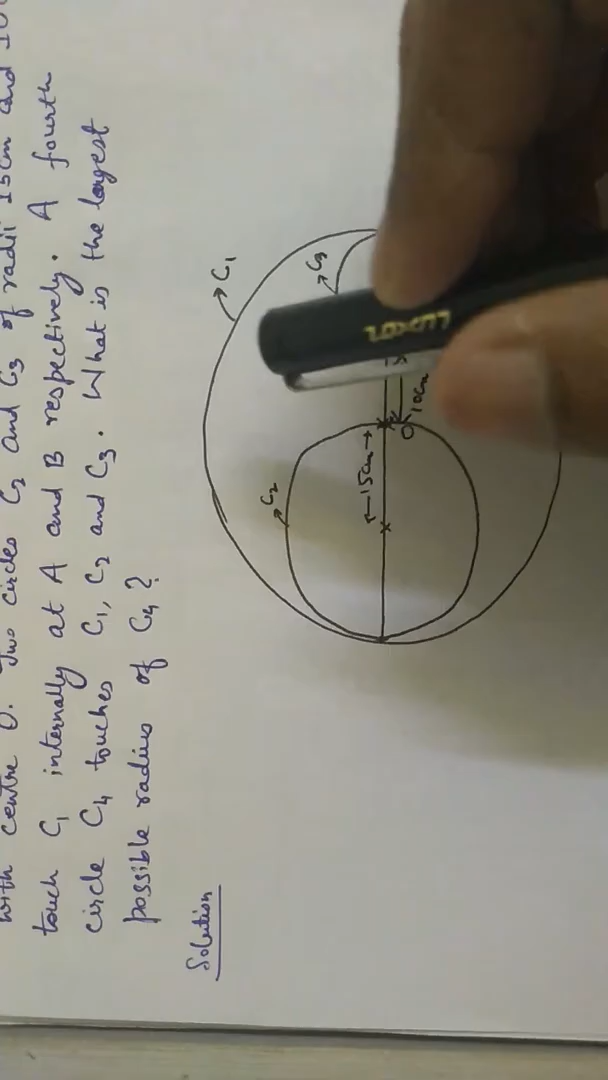 with centre O. Two circles C2 and C3 of radii 15cm and
touch C1 internally at A and B respectively. A fourth
circle C4 touches C1, C2 and C3. What is the largest
possible radius of C4?
Solution
C1
C3
C2
15cm
O
10cm
LUXOR